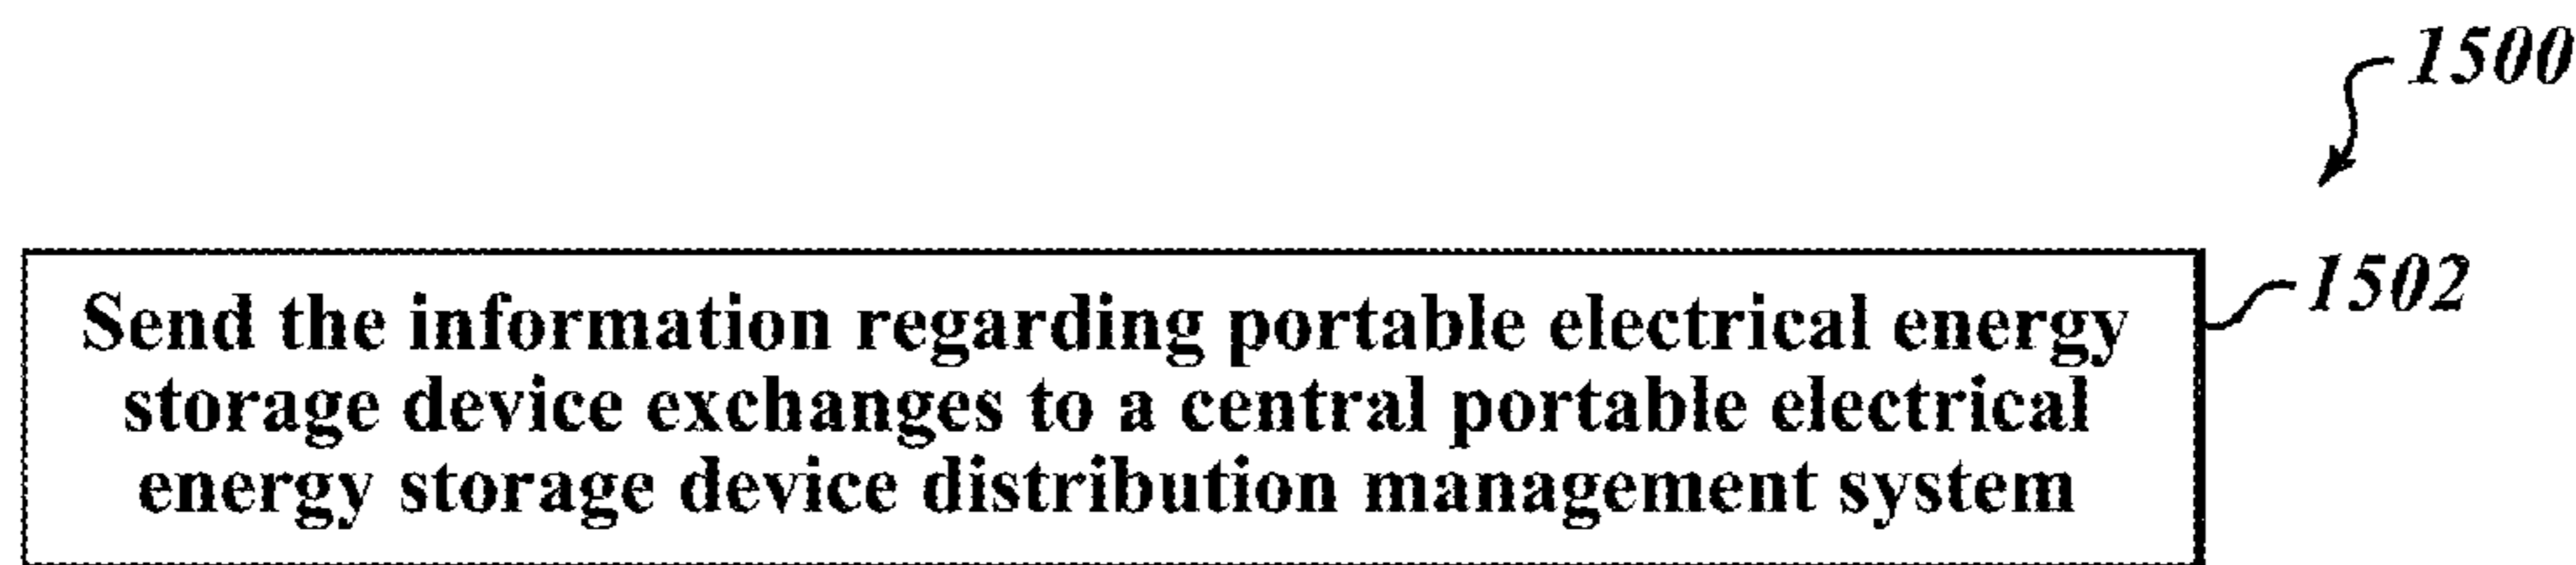 1500
1502
Send the information regarding portable electrical energy
storage device exchanges to a central portable electrical
energy storage device distribution management system